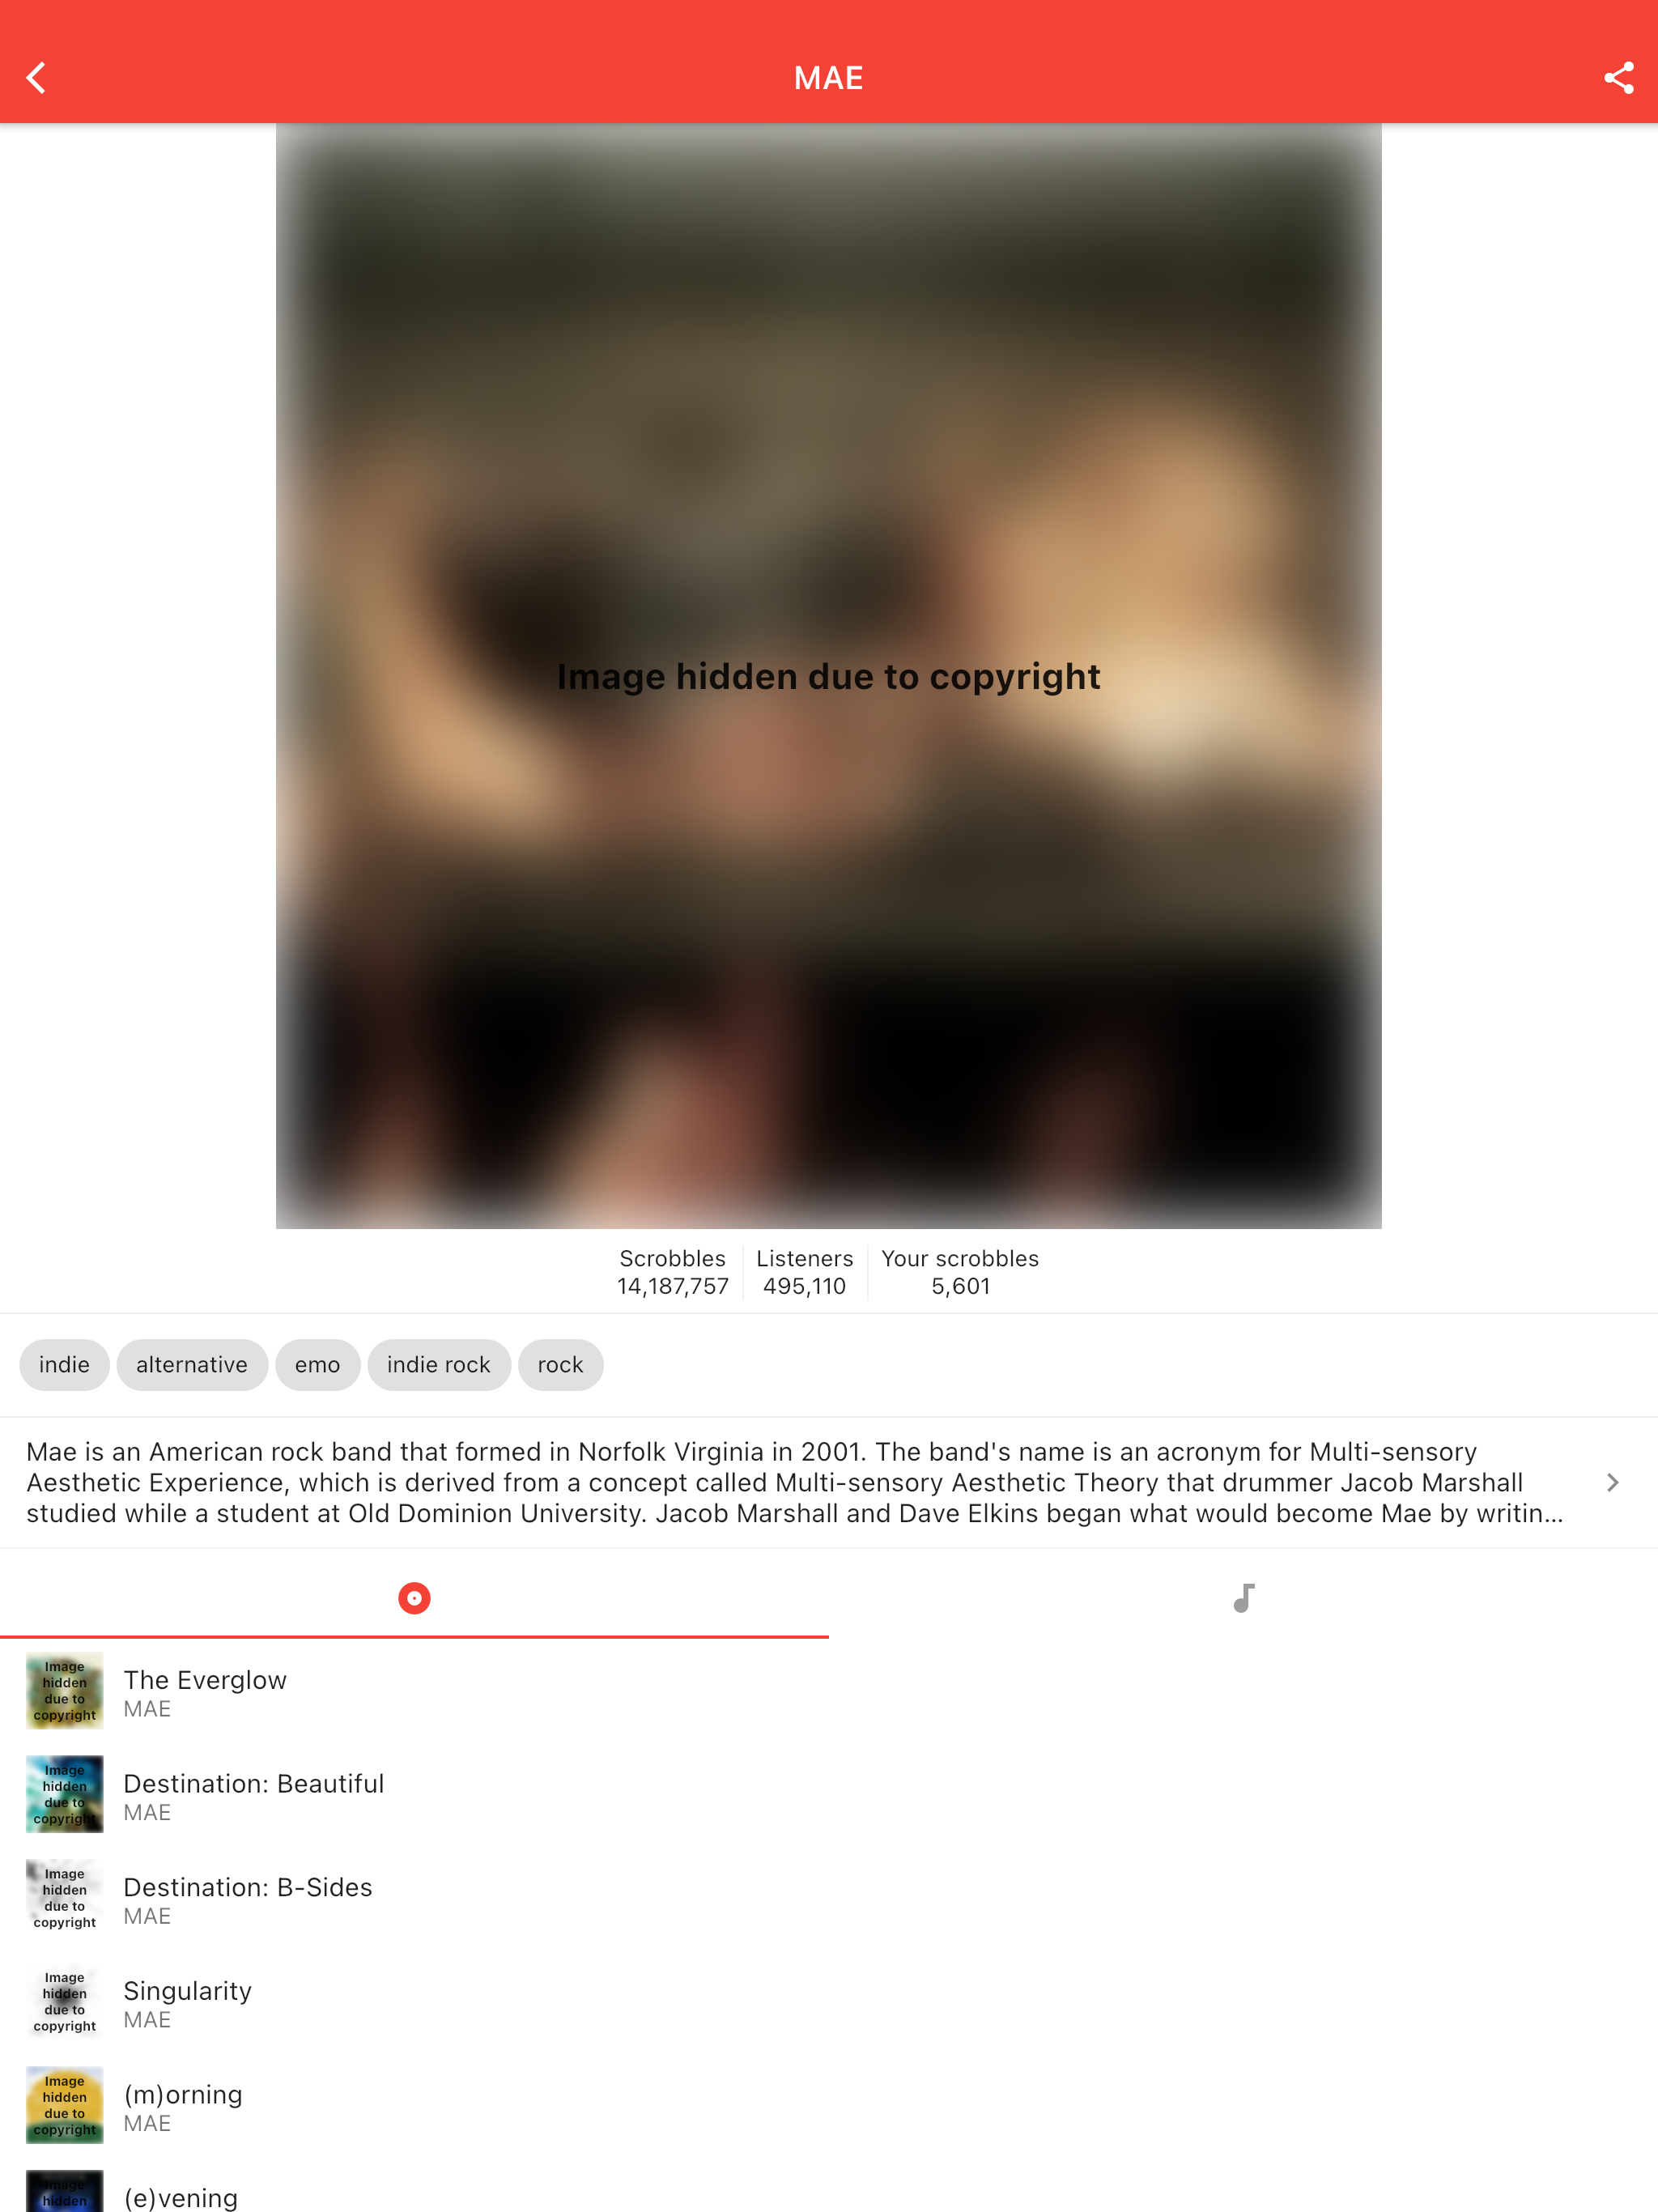 MAE
Image hidden due to copyright
Scrobbles
14,187,757
Listeners
495,110
Your scrobbles
5,601
indie
alternative
emo
indie rock
rock
Mae is an American rock band that formed in Norfolk Virginia in 2001. The band's name is an acronym for Multi-sensory
Aesthetic Experience, which is derived from a concept called Multi-sensory Aesthetic Theory that drummer Jacob Marshall
studied while a student at Old Dominion University. Jacob Marshall and Dave Elkins began what would become Mae by writin...
Image
hidden
due to
copyright
The Everglow
MAE
Image
hidden
due to
copyright
Destination: Beautiful
MAE
Image
hidden
due to
copyright
Destination: B-Sides
MAE
Image
hidden
due to
copyright
Singularity
MAE
Image
hidden
due to
copyright
(m)orning
MAE
Image
hidden
(e)vening